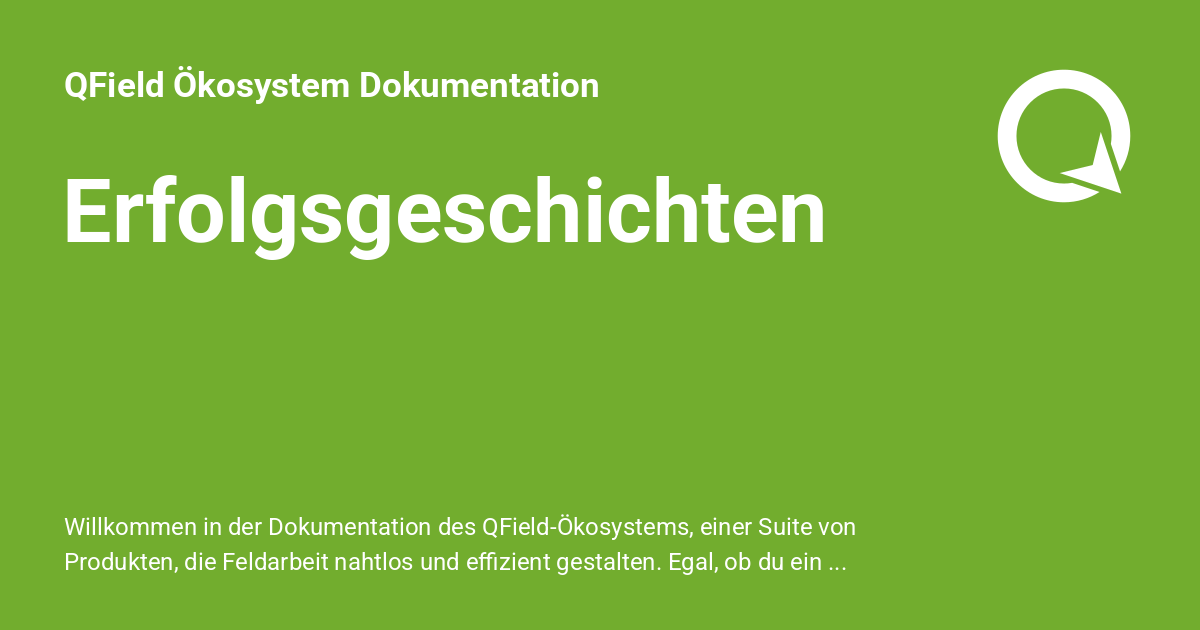 QField Ökosystem Dokumentation
Erfolgsgeschichten
Willkommen in der Dokumentation des QField-Ökosystems, einer Suite von
Produkten, die Feldarbeit nahtlos und effizient gestalten. Egal, ob du ein ...